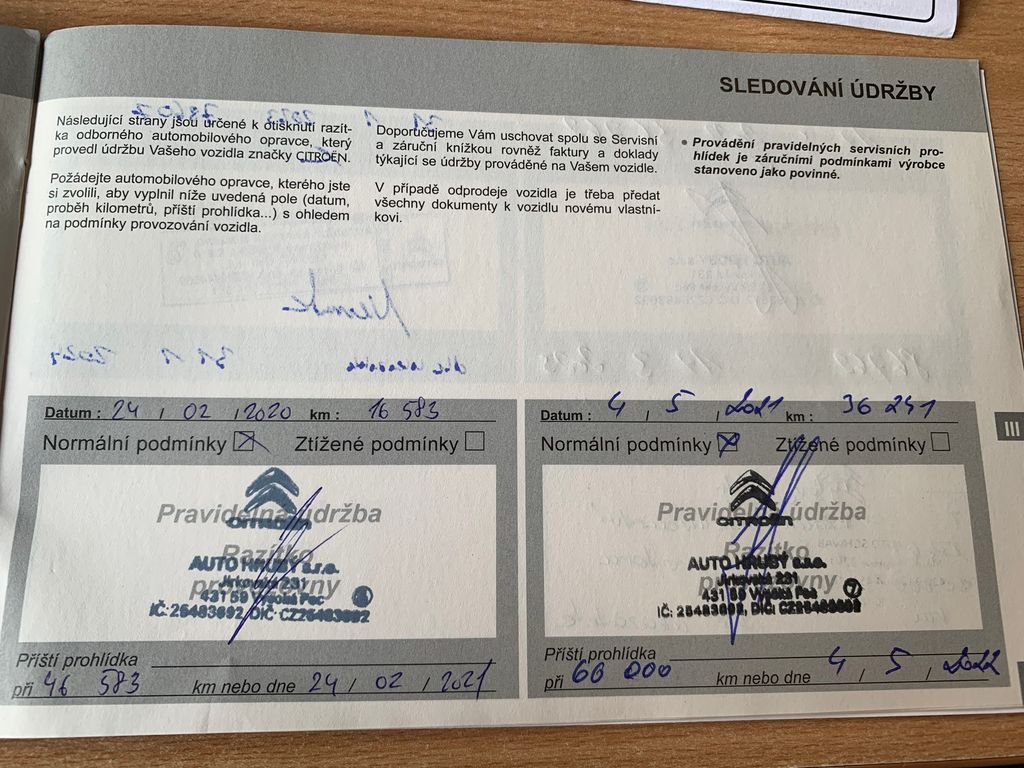 SLEDOVÁNÍ ÚDRŽBY
Následující strany jsou určené k otisknutí razít-
ka odborného automobilového opravce, který
provedl údržbu Vašeho vozidla značky CITROËN.
Požádejte automobilového opravce, kterého jste
si zvolili, aby vyplnil níže uvedená pole (datum,
proběh kilometrů, příští prohlídka...) s ohledem
na podmínky provozování vozidla.
Doporučujeme Vám uschovat spolu se Servisní
a záruční knížkou rovněž faktury a doklady
týkající se údržby prováděné na Vašem vozidle.
V případě odprodeje vozidla je třeba předat
všechny dokumenty k vozidlu novému vlastní-
kovi.
• Provádění pravidelných servisních pro-
hlídek je záručními podmínkami výrobce
stanoveno jako povinné.
Datum : 24 / 02 / 2020 km : 16 583
Normální podmínky Ztížené podmínky
Pravidelná údržba
CITROËN
Razítko
AUTO HRUBÝ s.r.o.
Jirkovská 231
431 59 Vysoká Pec
IČ: 25483692, DIČ: CZ25483692
Příští prohlídka
při 46 583 km nebo dne 24 / 02 / 2021
Datum : 4 / 5 / 2021 km : 36 241
Normální podmínky Ztížené podmínky
Pravidelná údržba
CITROËN
Razítko
AUTO HRUBÝ s.r.o.
Jirkovská 231
431 59 Vysoká Pec
IČ: 25483692, DIČ: CZ25483692
Příští prohlídka
při 66 000 km nebo dne 4 / 5 / 2022
III